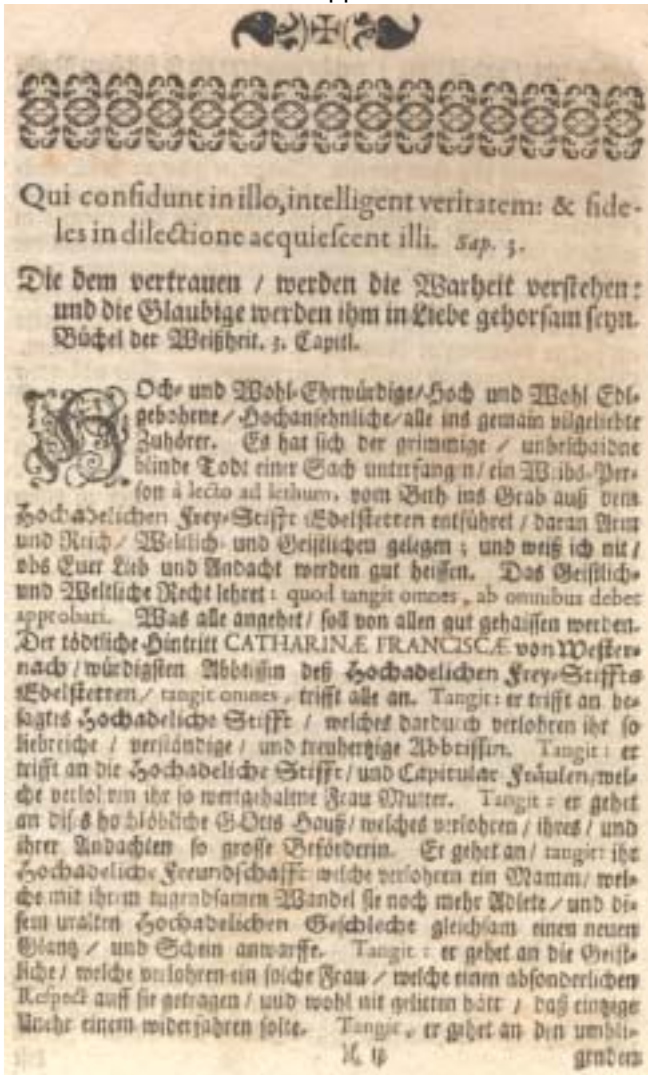 Qui confidunt in illo, intelligent veritatem: & fide-
les in dilectione acquiescent illi. Sap. 3.
Die dem vertrauen / werden die Warheit verstehen:
und die Glaubige werden ihm in Liebe gehorsam seyn.
Büchel der Weißheit. 3. Capitl.
HOch- und Wohl-Ehrwürdige/Hoch und Wohl Edl-
gebohrne / Hochansehnliche / alle ins gemain vilgeliebte
Zuhörer. Es hat sich der grimmige / unbeschaidne
blinde Todt einer Sach unterfangen / ein Weibs-Per-
son à lecto ad lethum, vom Beth ins Grab auß dem
Hochadelichen Frey-Stifft Edelstetten entführet / daran Arm
und Reich / Weltlich- und Geistlichen gelegen ; und weiß ich nit /
obs Euer Lieb und Andacht werden gut heissen. Das Geistlich-
und Weltliche Recht lehret : quod tangit omnes, ab omnibus debet
approbari. Was alle angehet / soll von allen gut gehaissen werden.
Der tödtliche Hintritt CATHARINÆ FRANCISCÆ von Wester-
nach / würdigsten Abbtissin deß Hochadelichen Frey-Stiffts
Edelstetten / tangit omnes, trifft alle an. Tangit: er trifft an be-
sagtes Hochadeliche Stifft / welches dardurch verlohren ihr so
liebreiche / verständige / und treuhertzige Abbtissin. Tangit : er
trifft an die Hochadeliche Stifft / und Capitular Fräulen / wel-
che verlohren ihr so wertgehaltne Frau Mutter. Tangit : er gehet
an dises hochlöbliche GOtts Hauß / welches verlohren / ihres / und
ihrer Andachten so grosse Beförderin. Er gehet an / tangit: ihr
Hochadeliche Freundschafft welche verlohren ein Mamm / wel-
che mit ihrem tugendsamen Wandel sie noch mehr Adlete / und di-
sem uralten Hochadelichen Geschlecht gleichsam einen neuen
Glantz / und Schein anwarffe. Tangit : er gehet an die Geist-
liche / welche verlohren ein solche Frau / welche einen absonderlichen
Respect auff sie getragen / und wohl nit gelitten hätt / daß eintzige
Unehr einem widerfahren solte. Tangit, er gehet an den umbli-
genden